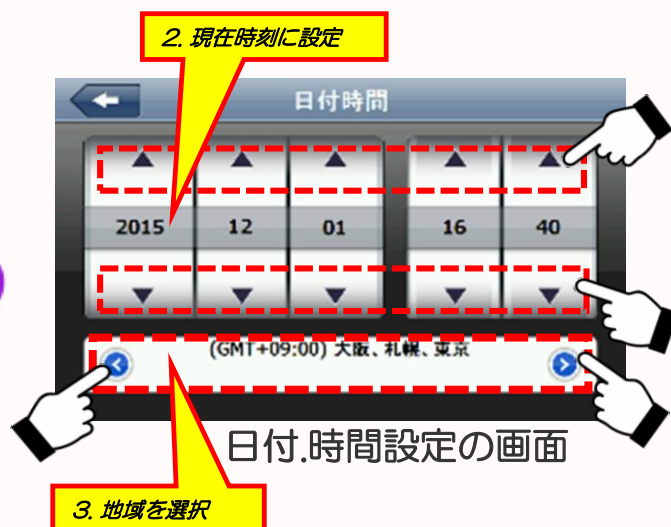 2. 現在時刻に設定
日付時間
2015 12 01 16 40
(GMT+09:00) 大阪、札幌、東京
日付.時間設定の画面
3. 地域を選択